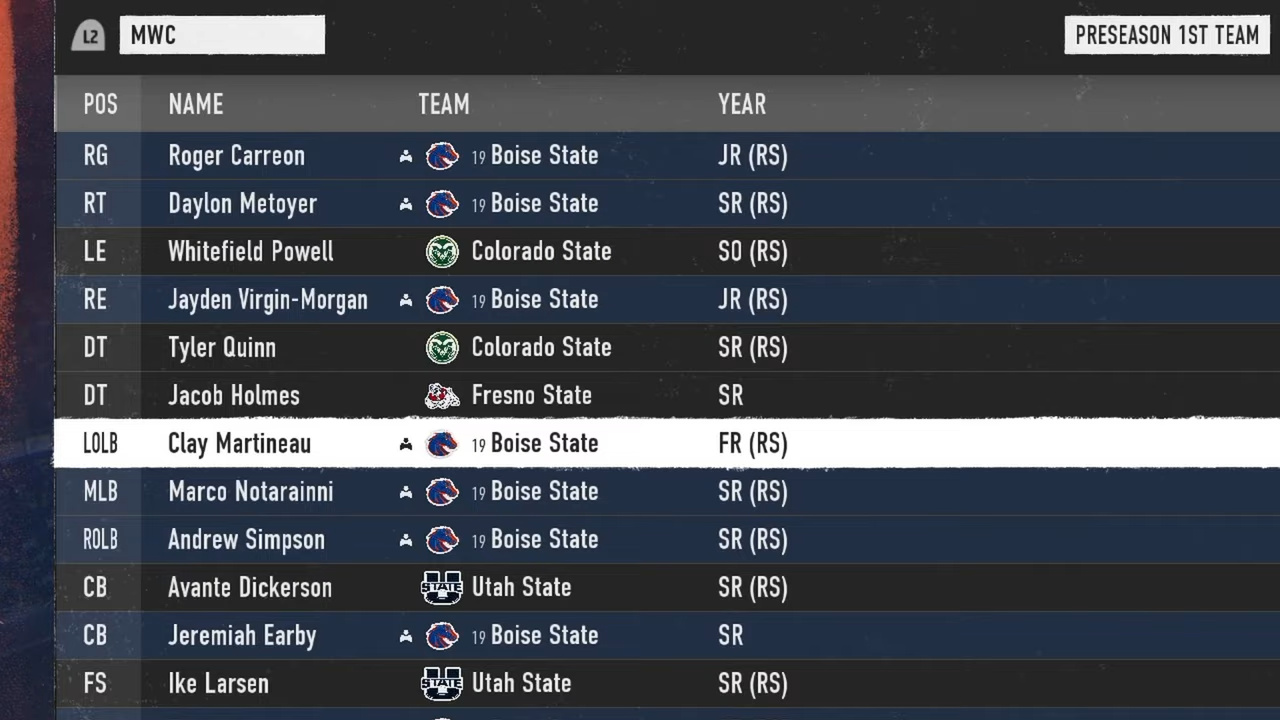 L2 MWC PRESEASON 1ST TEAM
POS NAME TEAM YEAR
RG Roger Carreon 19 Boise State JR (RS)
RT Daylon Metoyer 19 Boise State SR (RS)
LE Whitefield Powell Colorado State SO (RS)
RE Jayden Virgin-Morgan 19 Boise State JR (RS)
DT Tyler Quinn Colorado State SR (RS)
DT Jacob Holmes Fresno State SR
LOLB Clay Martineau 19 Boise State FR (RS)
MLB Marco Notarainni 19 Boise State SR (RS)
ROLB Andrew Simpson 19 Boise State SR (RS)
CB Avante Dickerson STATE Utah State SR (RS)
CB Jeremiah Earby 19 Boise State SR
FS Ike Larsen STATE Utah State SR (RS)